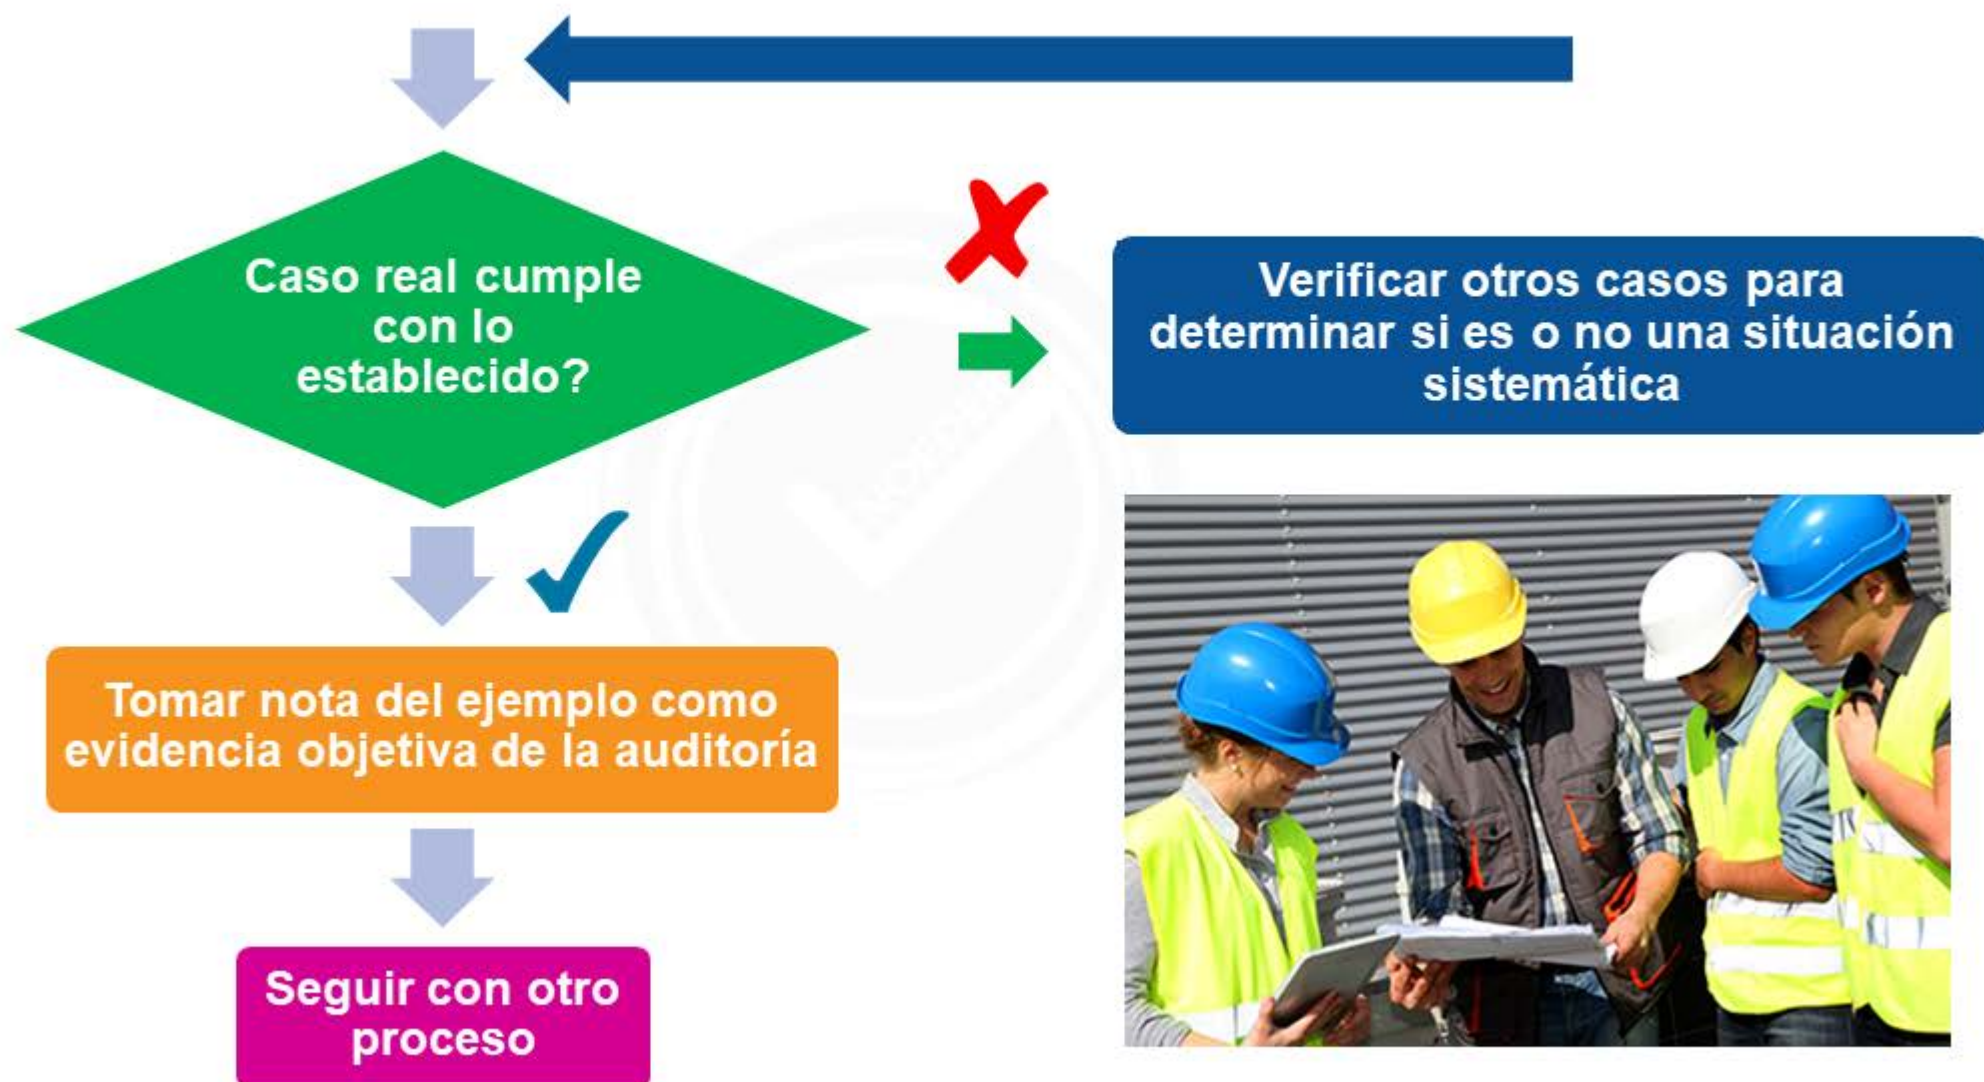 Caso real cumple
con lo
establecido?
Verificar otros casos para
determinar si es o no una situación
sistemática
Tomar nota del ejemplo como
evidencia objetiva de la auditoría
Seguir con otro
proceso